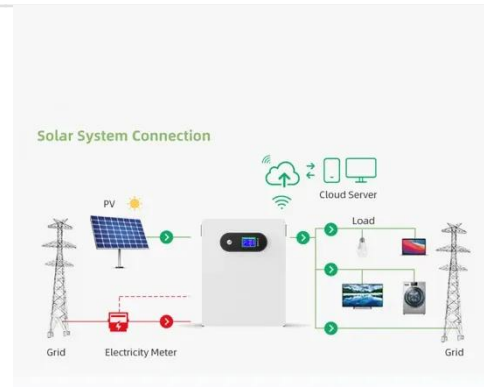 Solar System Connection
Cloud Server
PV
Load
Grid
Electricity Meter
Grid